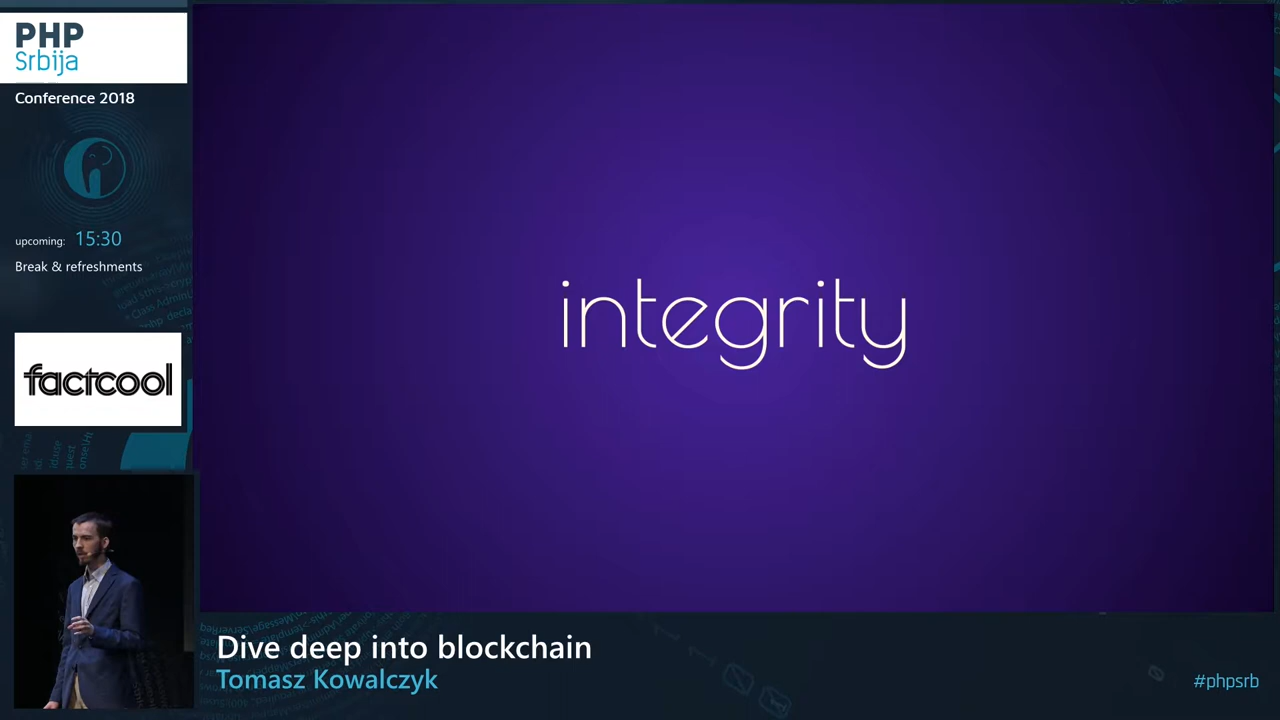 PHP
Srbija
Conference 2018
upcoming: 15:30
Break & refreshments
factcool
integrity
Dive deep into blockchain
Tomasz Kowalczyk
#phpsrb